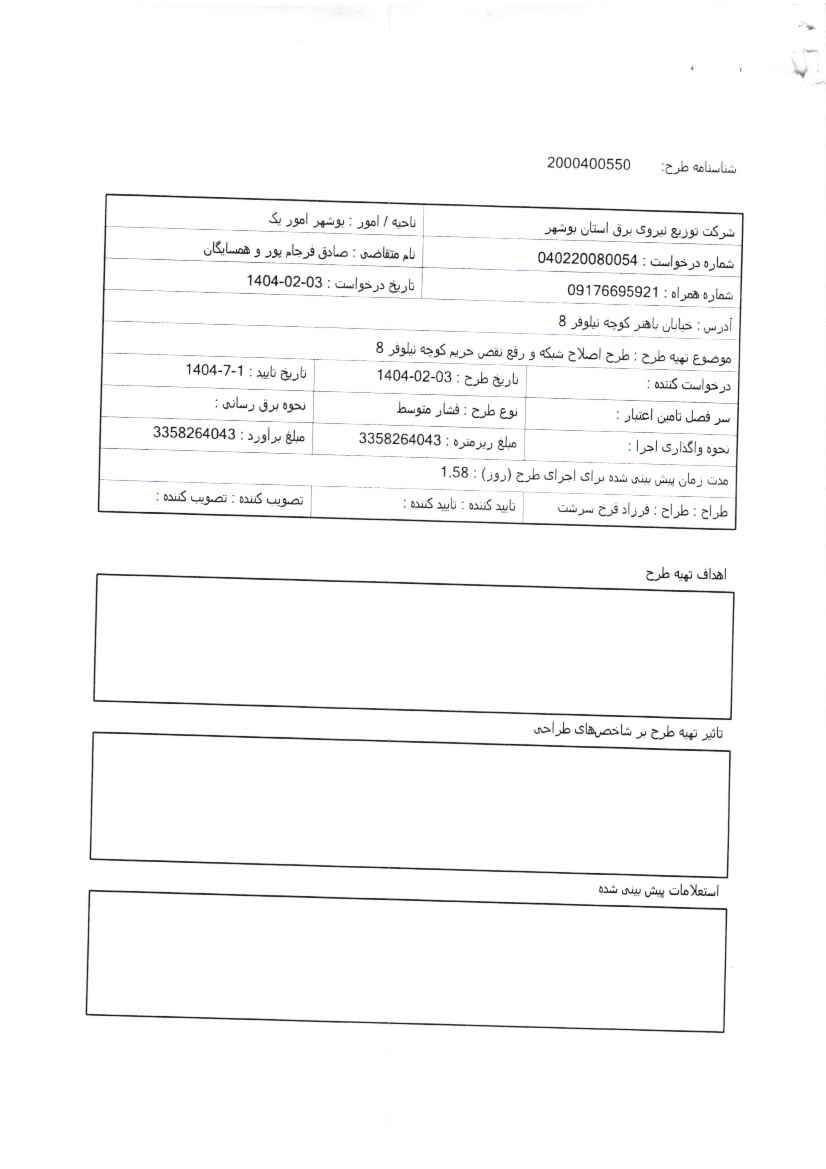 شناسنامه طرح: 2000400550
شرکت توزیع نیروی برق استان بوشهر ناحیه / امور : بوشهر امور یک
شماره درخواست : 040220080054 نام متقاضی : صادق فرجام پور و همسایگان
شماره همراه : 09176695921 تاریخ درخواست : 03-02-1404
آدرس : خیابان باهنر کوچه نیلوفر 8
موضوع تهیه طرح : طرح اصلاح شبکه و رفع نقض حریم کوچه نیلوفر 8
درخواست کننده : تاریخ طرح : 03-02-1404 تاریخ تایید : 1-7-1404
سر فصل تامین اعتبار : نوع طرح : فشار متوسط نحوه برق رسانی :
نحوه واگذاری اجرا : مبلغ ریزمتره : 3358264043 مبلغ برآورد : 3358264043
مدت زمان پیش بینی شده برای اجرای طرح (روز) : 1.58
طراح : طراح : فرزاد فرخ سرشت تایید کننده : تایید کننده : تصویب کننده : تصویب کننده :
اهداف تهیه طرح
تاثیر تهیه طرح بر شاخص‌های طراحی
استعلامات پیش بینی شده